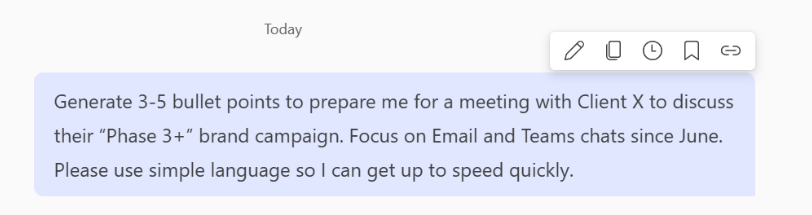 Today
Generate 3-5 bullet points to prepare me for a meeting with Client X to discuss
their “Phase 3+” brand campaign. Focus on Email and Teams chats since June.
Please use simple language so I can get up to speed quickly.